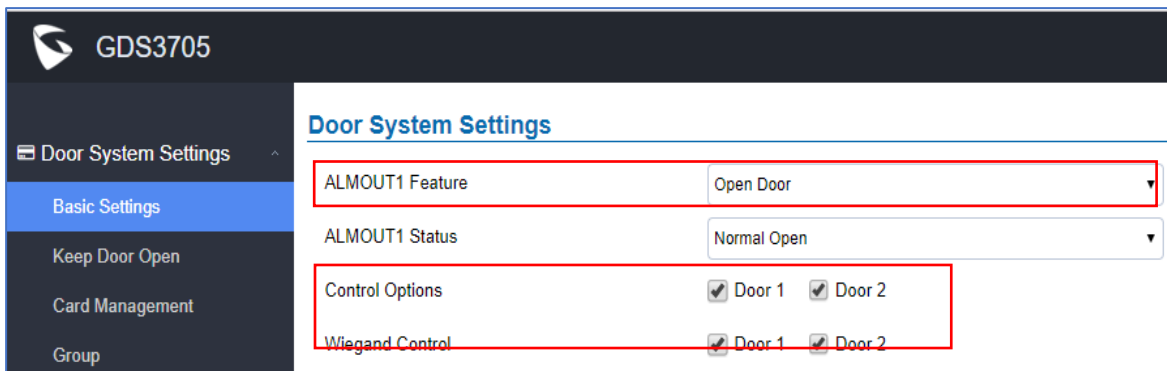 GDS3705
Door System Settings
Basic Settings
Keep Door Open
Card Management
Group
Door System Settings
ALMOUT1 Feature Open Door
ALMOUT1 Status Normal Open
Control Options Door 1 Door 2
Wiegand Control Door 1 Door 2